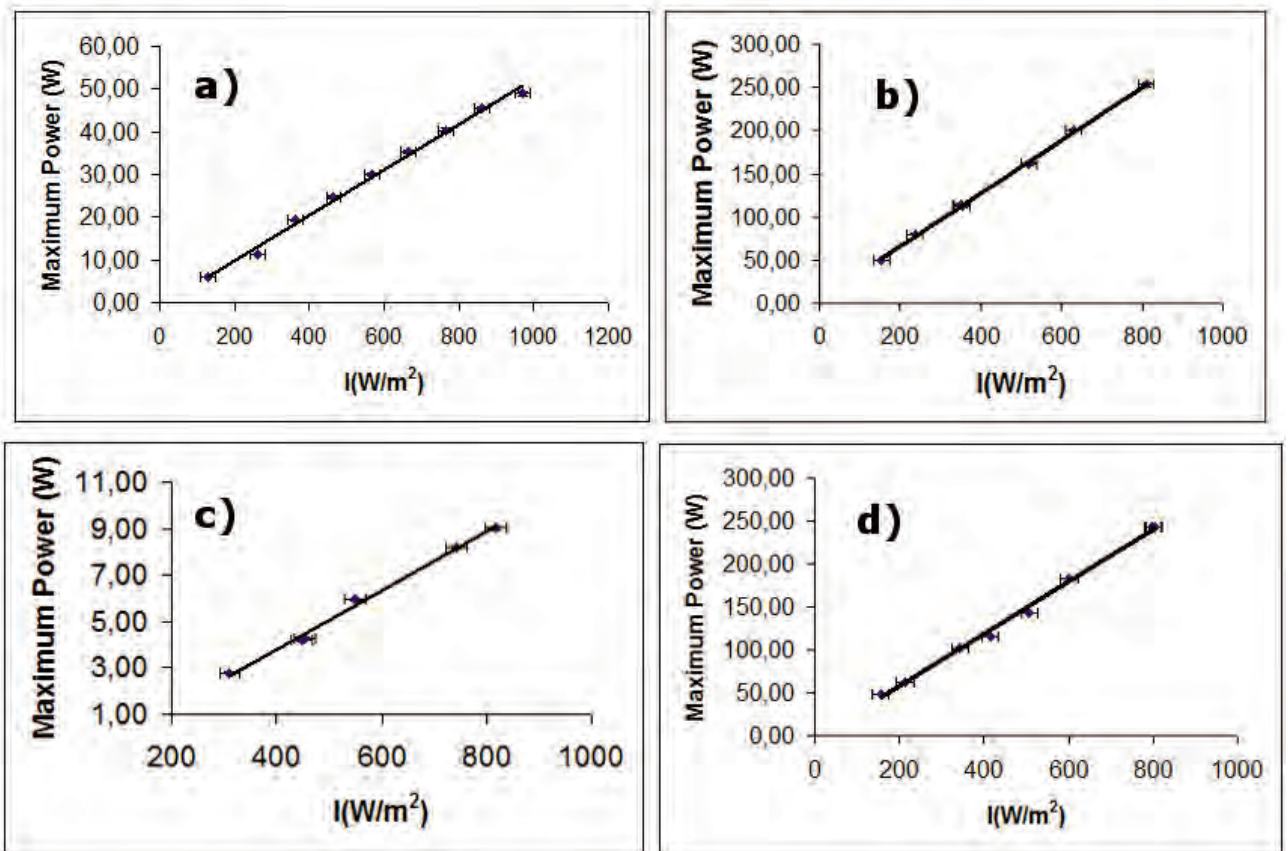 a)
Maximum Power (W)
60,00
50,00
40,00
30,00
20,00
10,00
0,00
0 200 400 600 800 1000 1200
I(W/m²)
b)
Maximum Power (W)
300,00
250,00
200,00
150,00
100,00
50,00
0,00
0 200 400 600 800 1000
I(W/m²)
c)
Maximum Power (W)
11,00
9,00
7,00
5,00
3,00
1,00
200 400 600 800 1000
I(W/m²)
d)
Maximum Power (W)
300,00
250,00
200,00
150,00
100,00
50,00
0,00
0 200 400 600 800 1000
I(W/m²)